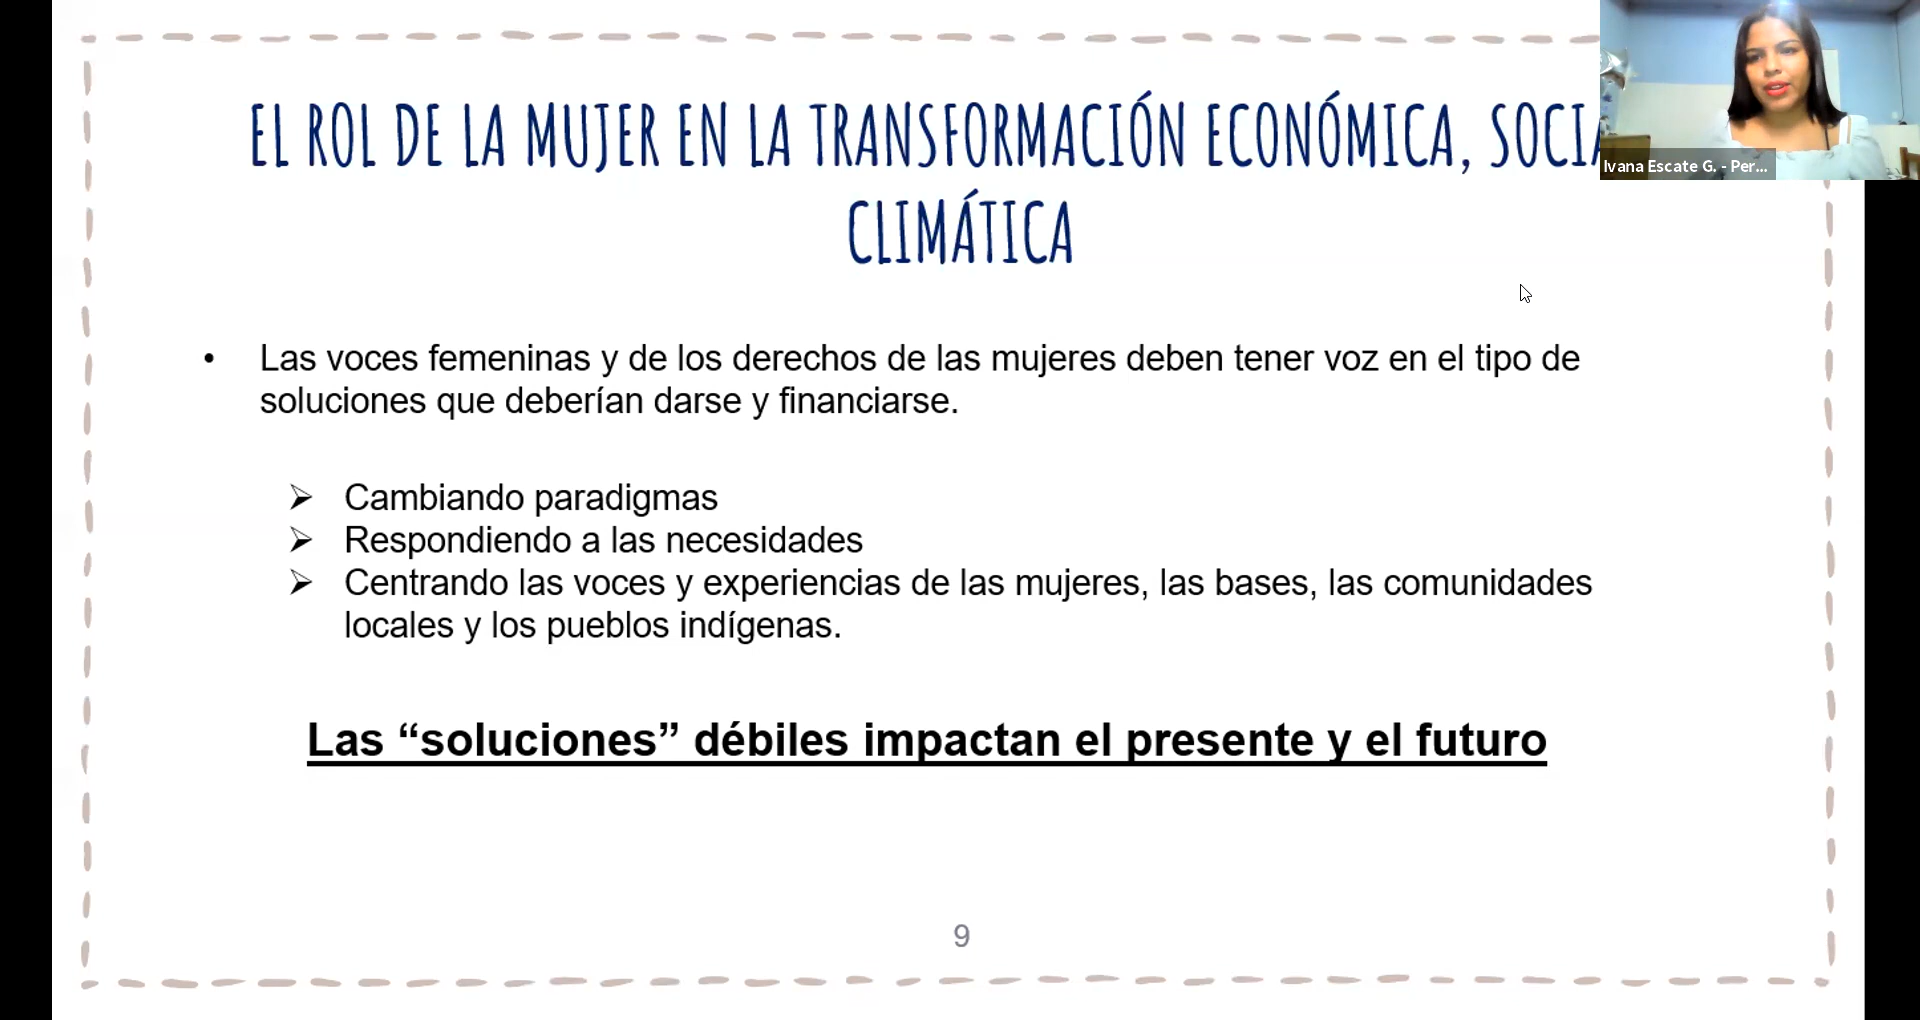 EL ROL DE LA MUJER EN LA TRANSFORMACIÓN ECONÓMICA,
CLIMÁTICA
Ivana Escate G. - Per...
• Las voces femeninas y de los derechos de las mujeres deben tener voz en el tipo de
soluciones que deberían darse y financiarse.
➢ Cambiando paradigmas
➢ Respondiendo a las necesidades
➢ Centrando las voces y experiencias de las mujeres, las bases, las comunidades
locales y los pueblos indígenas.
Las “soluciones” débiles impactan el presente y el futuro
9